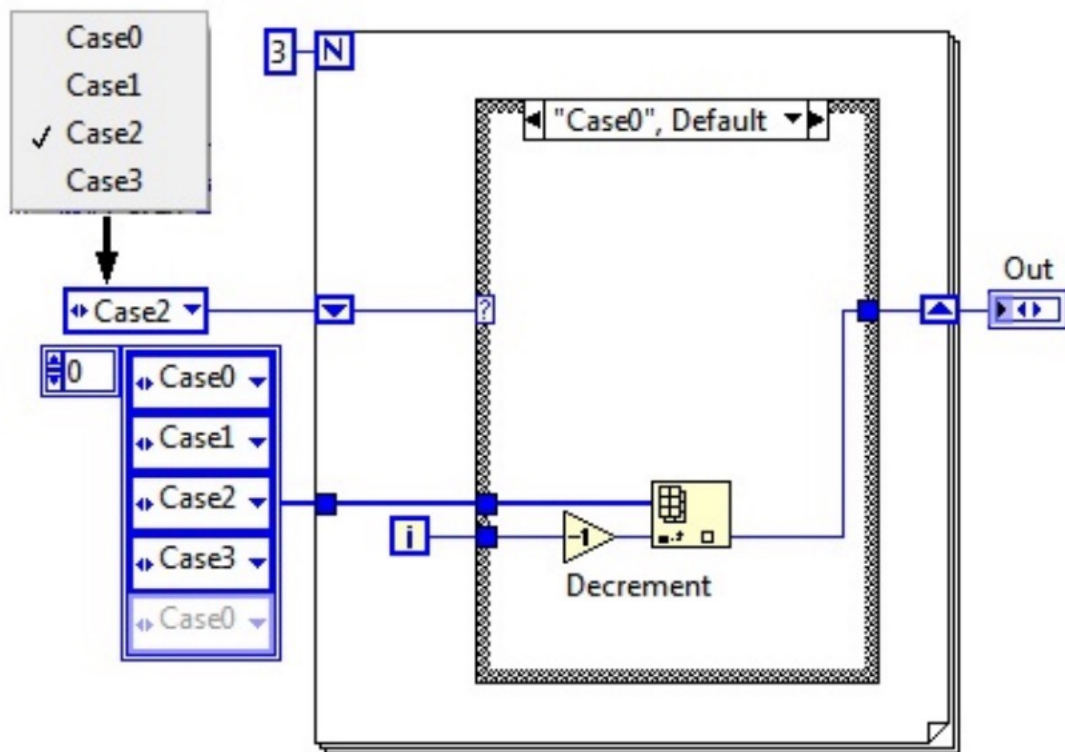 Case0
Case1
Case2
Case3
3
N
"Case0", Default
Case2
?
Out
0
Case0
Case1
Case2
Case3
Case0
i
-1
Decrement